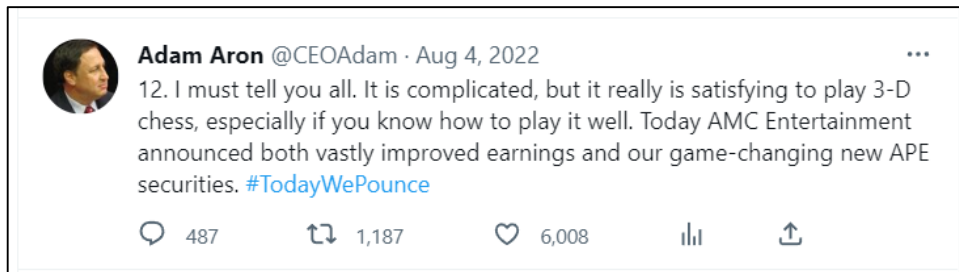 Adam Aron @CEOAdam · Aug 4, 2022
12. I must tell you all. It is complicated, but it really is satisfying to play 3-D
chess, especially if you know how to play it well. Today AMC Entertainment
announced both vastly improved earnings and our game-changing new APE
securities. #TodayWePounce
487 1,187 6,008